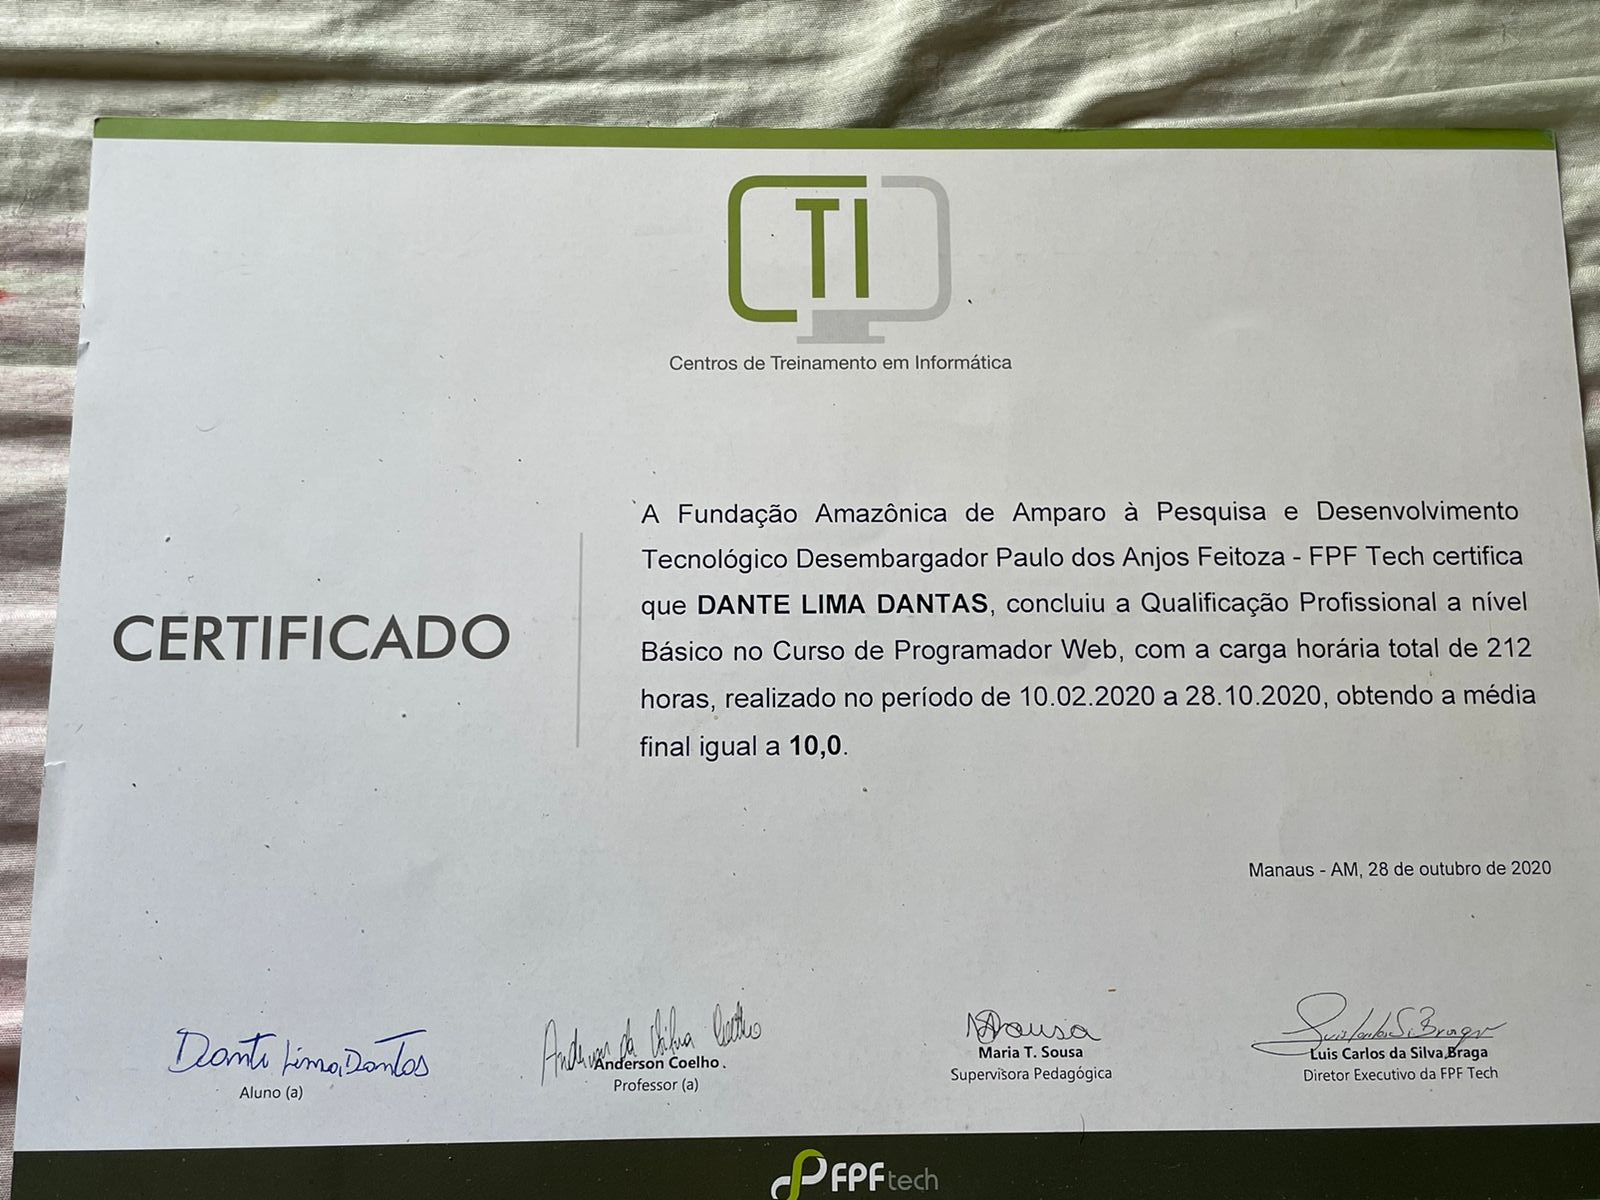 TI
Centros de Treinamento em Informática
CERTIFICADO
A Fundação Amazônica de Amparo à Pesquisa e Desenvolvimento
Tecnológico Desembargador Paulo dos Anjos Feitoza - FPF Tech certifica
que DANTE LIMA DANTAS, concluiu a Qualificação Profissional a nível
Básico no Curso de Programador Web, com a carga horária total de 212
horas, realizado no período de 10.02.2020 a 28.10.2020, obtendo a média
final igual a 10,0.
Manaus - AM, 28 de outubro de 2020
Dante Lima Dantas
Aluno (a)
Anderson da Silva Coelho
Anderson Coelho
Professor (a)
MSousa
Maria T. Sousa
Supervisora Pedagógica
Luis Carlos S. Braga
Luis Carlos da Silva Braga
Diretor Executivo da FPF Tech
FPFtech